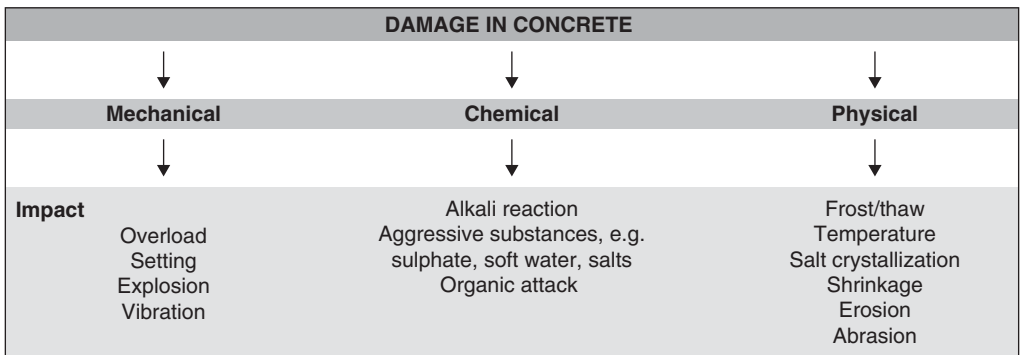 DAMAGE IN CONCRETE
Mechanical
Chemical
Physical
Impact
Overload
Setting
Explosion
Vibration
Alkali reaction
Aggressive substances, e.g.
sulphate, soft water, salts
Organic attack
Frost/thaw
Temperature
Salt crystallization
Shrinkage
Erosion
Abrasion